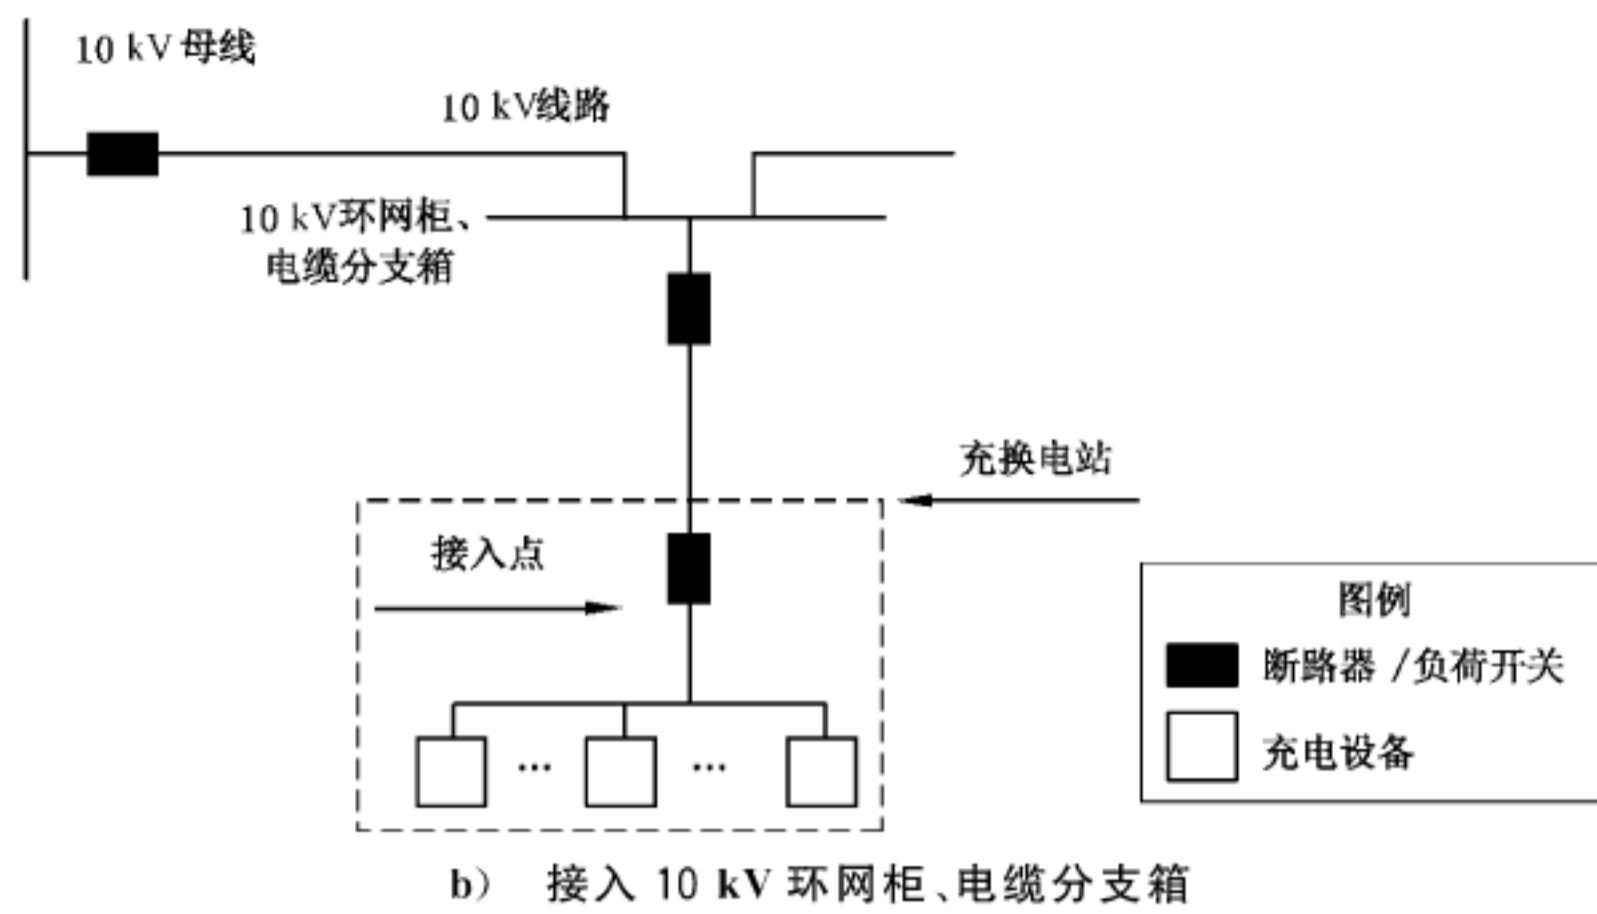 10 kV母线
10 kV线路
10 kV环网柜、
电缆分支箱
充换电站
接入点
图例
断路器 /负荷开关
充电设备
... ...
b) 接入 10 kV 环网柜、电缆分支箱